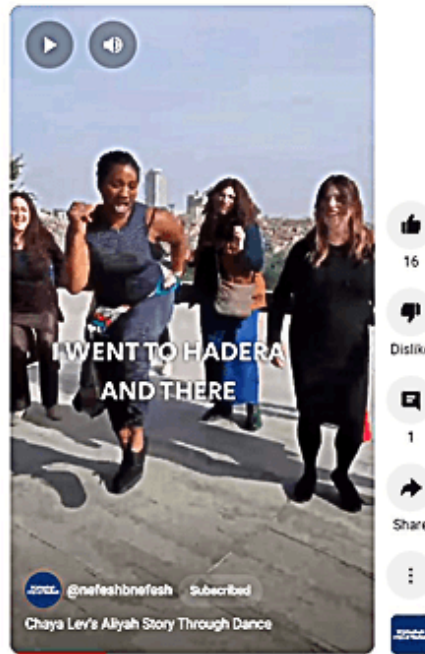 I WENT TO HADERA
AND THERE
@nefeshbnefesh Subscribed
Chaya Lev's Aliyah Story Through Dance
16
Dislike
1
Share